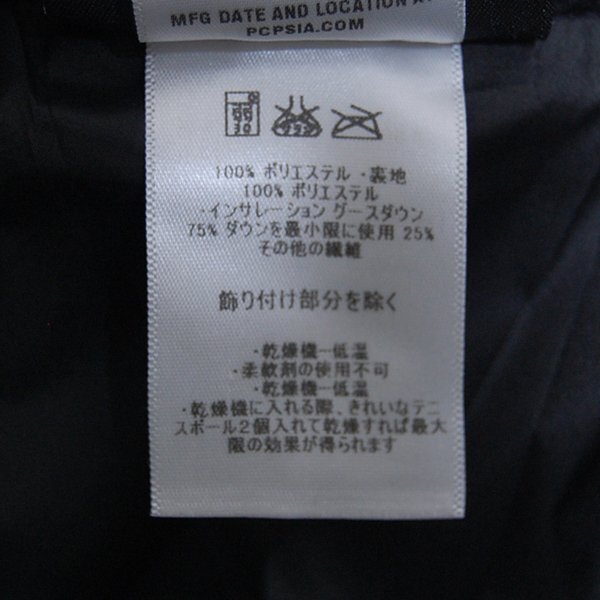 MFG DATE AND LOCATION A
PCPSIA.COM
30
100% ポリエステル・裏地
100% ポリエステル
・インサレーション グースダウン
75% ダウンを最小限に使用 25%
その他の繊維
飾り付け部分を除く
・乾燥機ー低温
・柔軟剤の使用不可
・乾燥機ー低温
・乾燥機に入れる際、きれいなテニ
スボール2個入れて乾燥すれば最大
限の効果が得られます